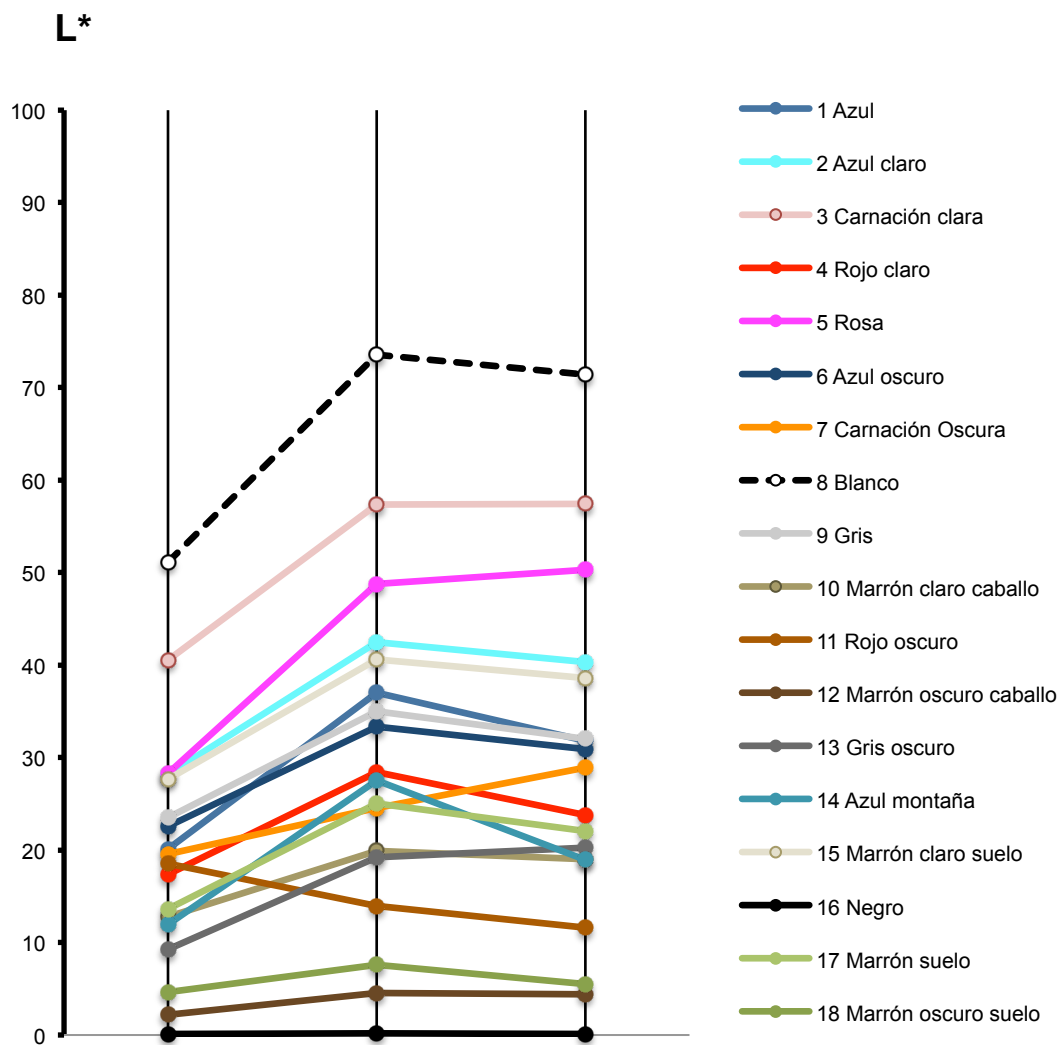 L*
100
90
80
70
60
50
40
30
20
10
0
1 Azul
2 Azul claro
3 Carnación clara
4 Rojo claro
5 Rosa
6 Azul oscuro
7 Carnación Oscura
8 Blanco
9 Gris
10 Marrón claro caballo
11 Rojo oscuro
12 Marrón oscuro caballo
13 Gris oscuro
14 Azul montaña
15 Marrón claro suelo
16 Negro
17 Marrón suelo
18 Marrón oscuro suelo